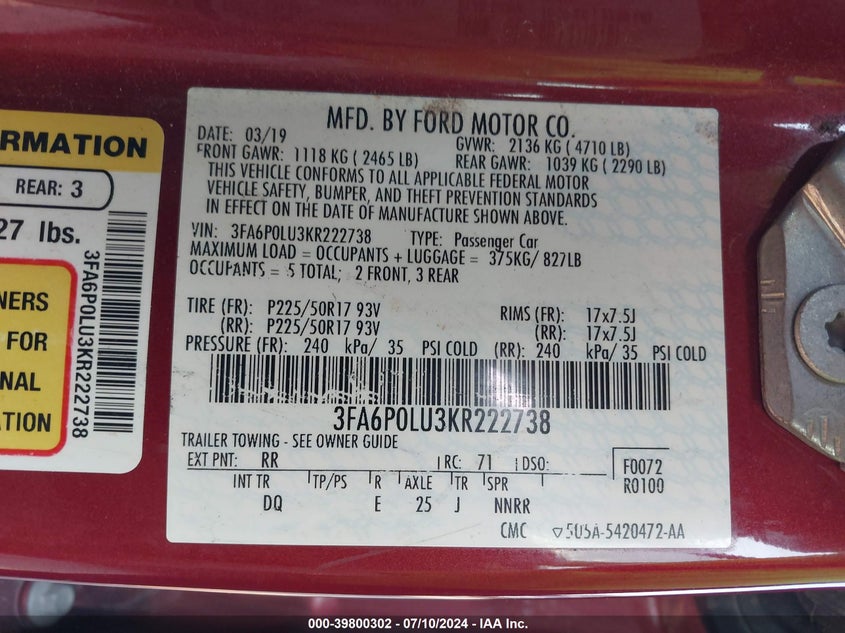 RMATION
REAR: 3
27 lbs.
3FA6P0LU3KR222738
NERS
FOR
NAL
ATION
MFD. BY FORD MOTOR CO.
DATE: 03/19 GVWR: 2136 KG ( 4710 LB)
FRONT GAWR: 1118 KG ( 2465 LB) REAR GAWR: 1039 KG ( 2290 LB)
THIS VEHICLE CONFORMS TO ALL APPLICABLE FEDERAL MOTOR
VEHICLE SAFETY, BUMPER, AND THEFT PREVENTION STANDARDS
IN EFFECT ON THE DATE OF MANUFACTURE SHOWN ABOVE.
VIN: 3FA6P0LU3KR222738 TYPE: Passenger Car
MAXIMUM LOAD = OCCUPANTS + LUGGAGE = 375KG/ 827LB
OCCUPANTS = 5 TOTAL; 2 FRONT, 3 REAR
TIRE (FR): P225/50R17 93V RIMS (FR): 17x7.5J
(RR): P225/50R17 93V (RR): 17x7.5J
PRESSURE (FR): 240 kPa/ 35 PSI COLD (RR): 240 kPa/ 35 PSI COLD
3FA6P0LU3KR222738
TRAILER TOWING - SEE OWNER GUIDE
EXT PNT: RR RC: 71 DSO: F0072
INT TR TP/PS R AXLE TR SPR R0100
DQ E 25 J NNRR
CMC ▽5U5A-5420472-AA
000-39800302 - 07/10/2024 - IAA Inc.